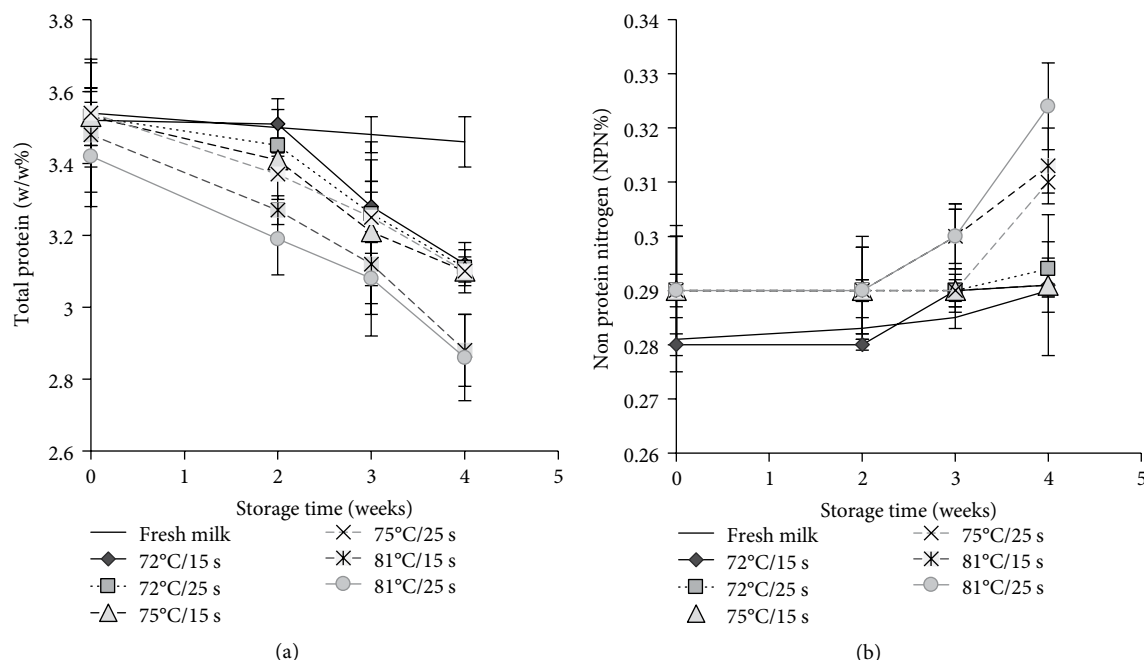 Total protein (w/w%)
3.8
3.6
3.4
3.2
3
2.8
2.6
0 1 2 3 4 5
Storage time (weeks)
Fresh milk
72°C/15 s
72°C/25 s
75°C/15 s
75°C/25 s
81°C/15 s
81°C/25 s
(a)
Non protein nitrogen (NPN%)
0.34
0.33
0.32
0.31
0.3
0.29
0.28
0.27
0.26
0 1 2 3 4 5
Storage time (weeks)
Fresh milk
72°C/15 s
72°C/25 s
75°C/15 s
75°C/25 s
81°C/15 s
81°C/25 s
(b)